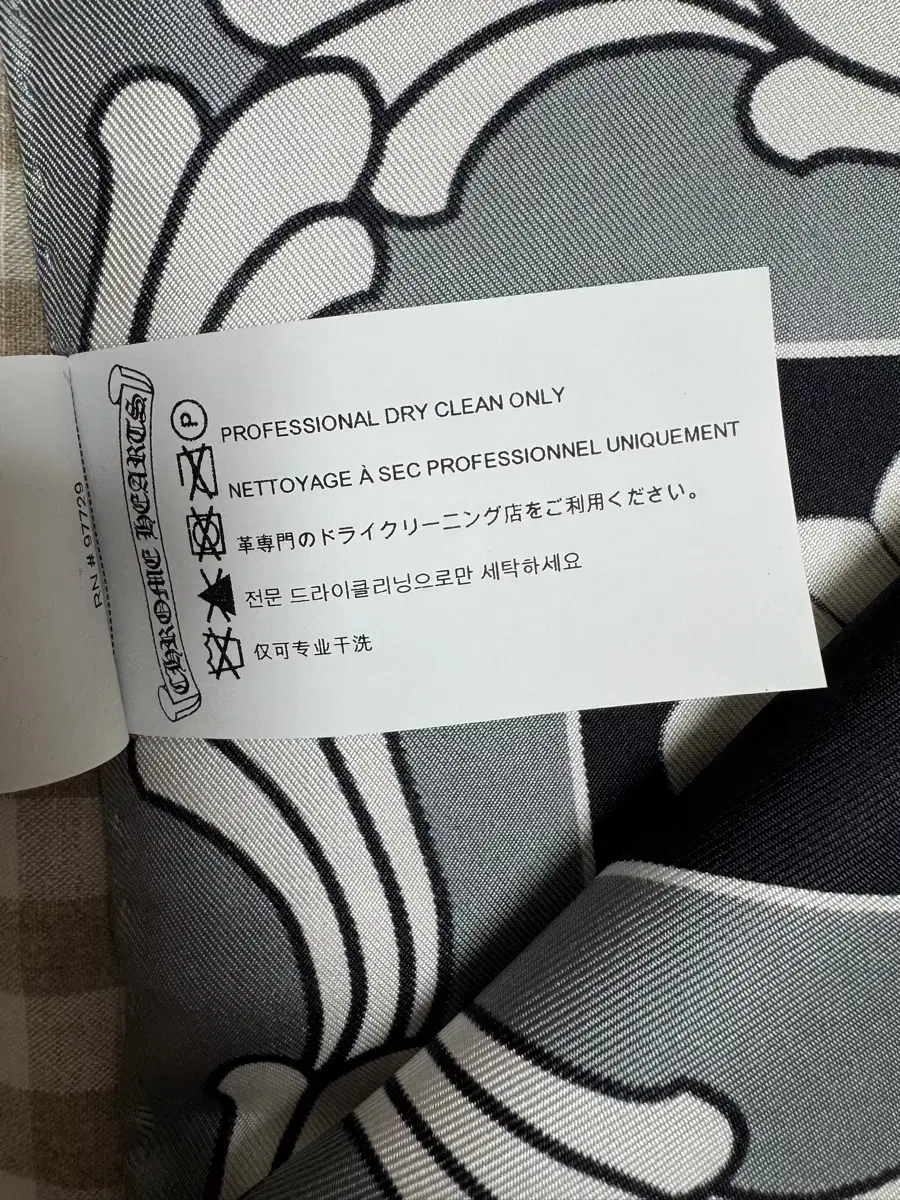 RN # 97729
CHROME HEARTS
P
PROFESSIONAL DRY CLEAN ONLY
NETTOYAGE À SEC PROFESSIONNEL UNIQUEMENT
革専門のドライクリーニング店をご利用ください。
전문 드라이클리닝으로만 세탁하세요
仅可专业干洗